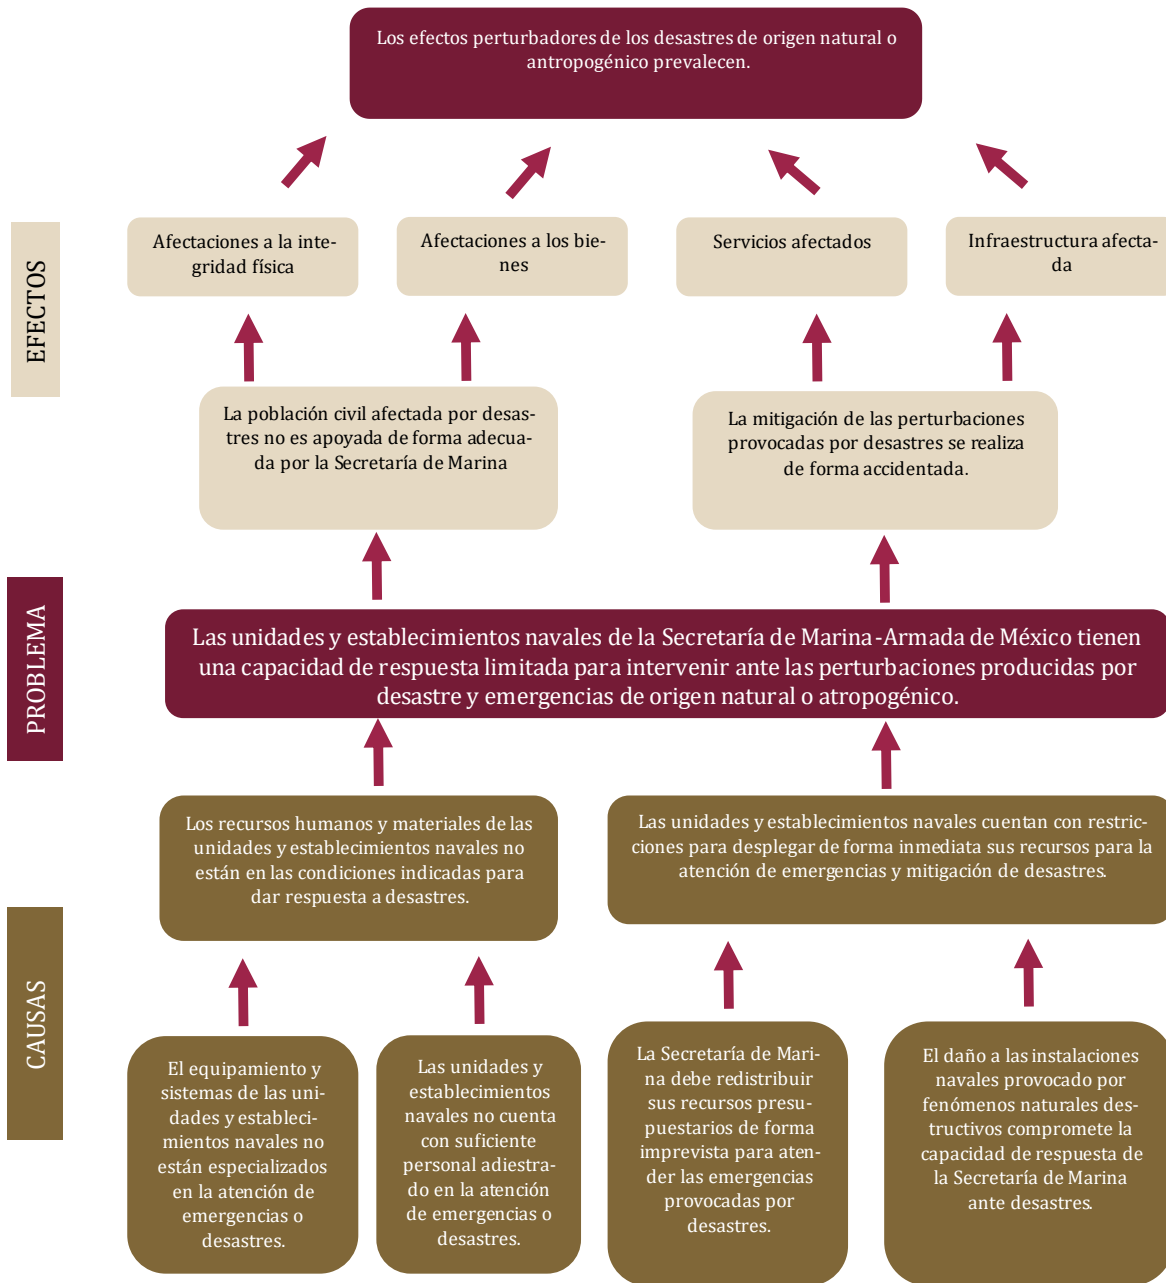 Los efectos perturbadores de los desastres de origen natural o
antropogénico prevalecen.
EFECTOS
Afectaciones a la inte-
gridad física
Afectaciones a los bie-
nes
Servicios afectados
Infraestructura afecta-
da
La población civil afectada por desas-
tres no es apoyada de forma adecua-
da por la Secretaría de Marina
La mitigación de las perturbaciones
provocadas por desastres se realiza
de forma accidentada.
PROBLEMA
Las unidades y establecimientos navales de la Secretaría de Marina-Armada de México tienen
una capacidad de respuesta limitada para intervenir ante las perturbaciones producidas por
desastre y emergencias de origen natural o atropogénico.
CAUSAS
Los recursos humanos y materiales de las
unidades y establecimientos navales no
están en las condiciones indicadas para
dar respuesta a desastres.
Las unidades y establecimientos navales cuentan con restric-
ciones para desplegar de forma inmediata sus recursos para la
atención de emergencias y mitigación de desastres.
El equipamiento y
sistemas de las uni-
dades y estableci-
mientos navales no
están especializados
en la atención de
emergencias o
desastres.
Las unidades y
establecimientos
navales no cuenta
con suficiente
personal adiestra-
do en la atención
de emergencias o
desastres.
La Secretaría de Mari-
na debe redistribuir
sus recursos presu-
puestarios de forma
imprevista para aten-
der las emergencias
provocadas por
desastres.
El daño a las instalaciones
navales provocado por
fenómenos naturales des-
tructivos compromete la
capacidad de respuesta de
la Secretaría de Marina
ante desastres.